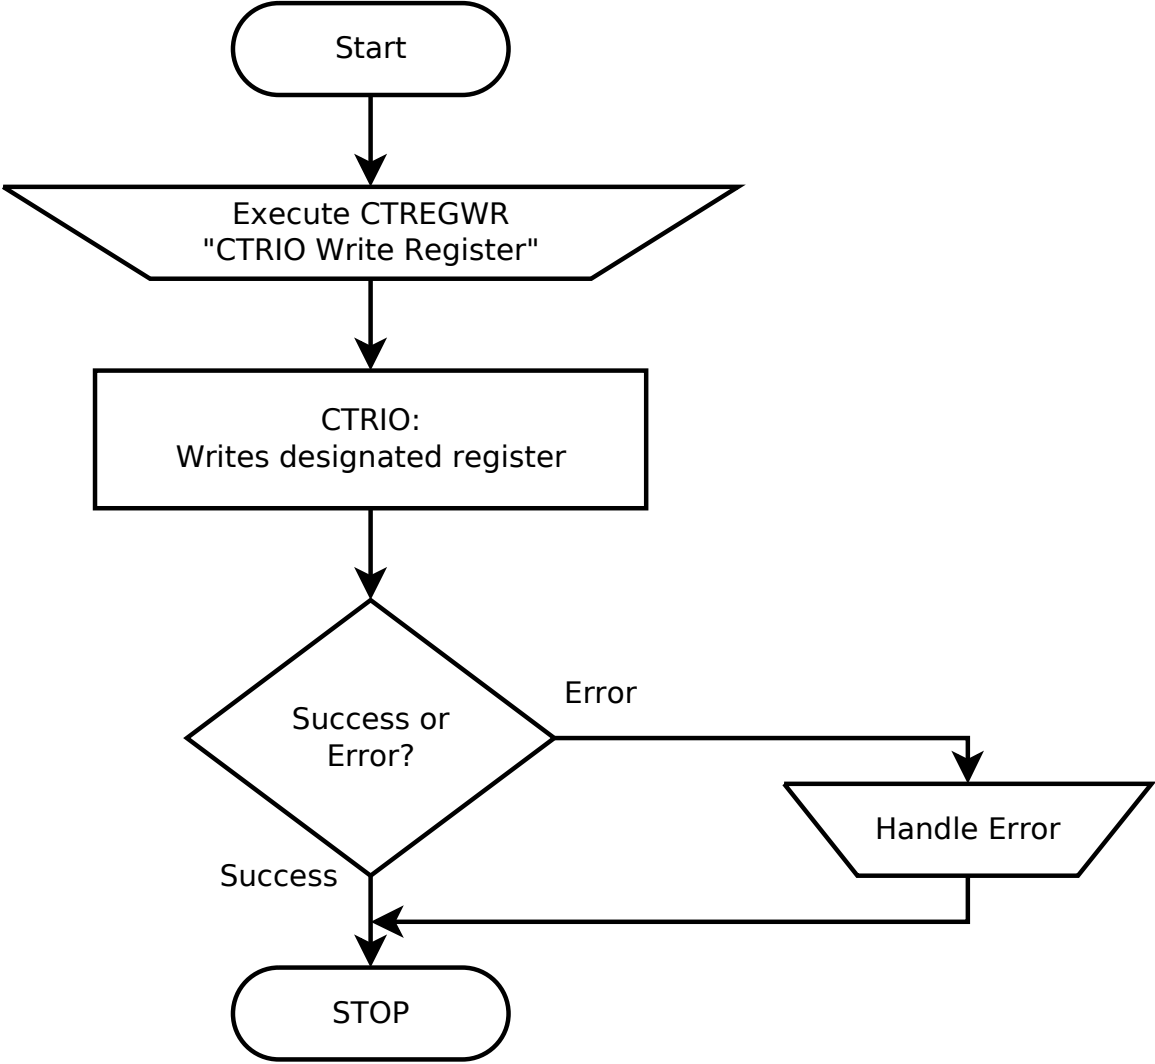 Start
Execute CTREGWR
"CTRIO Write Register"
CTRIO:
Writes designated register
Success or
Error?
Error
Handle Error
Success
STOP